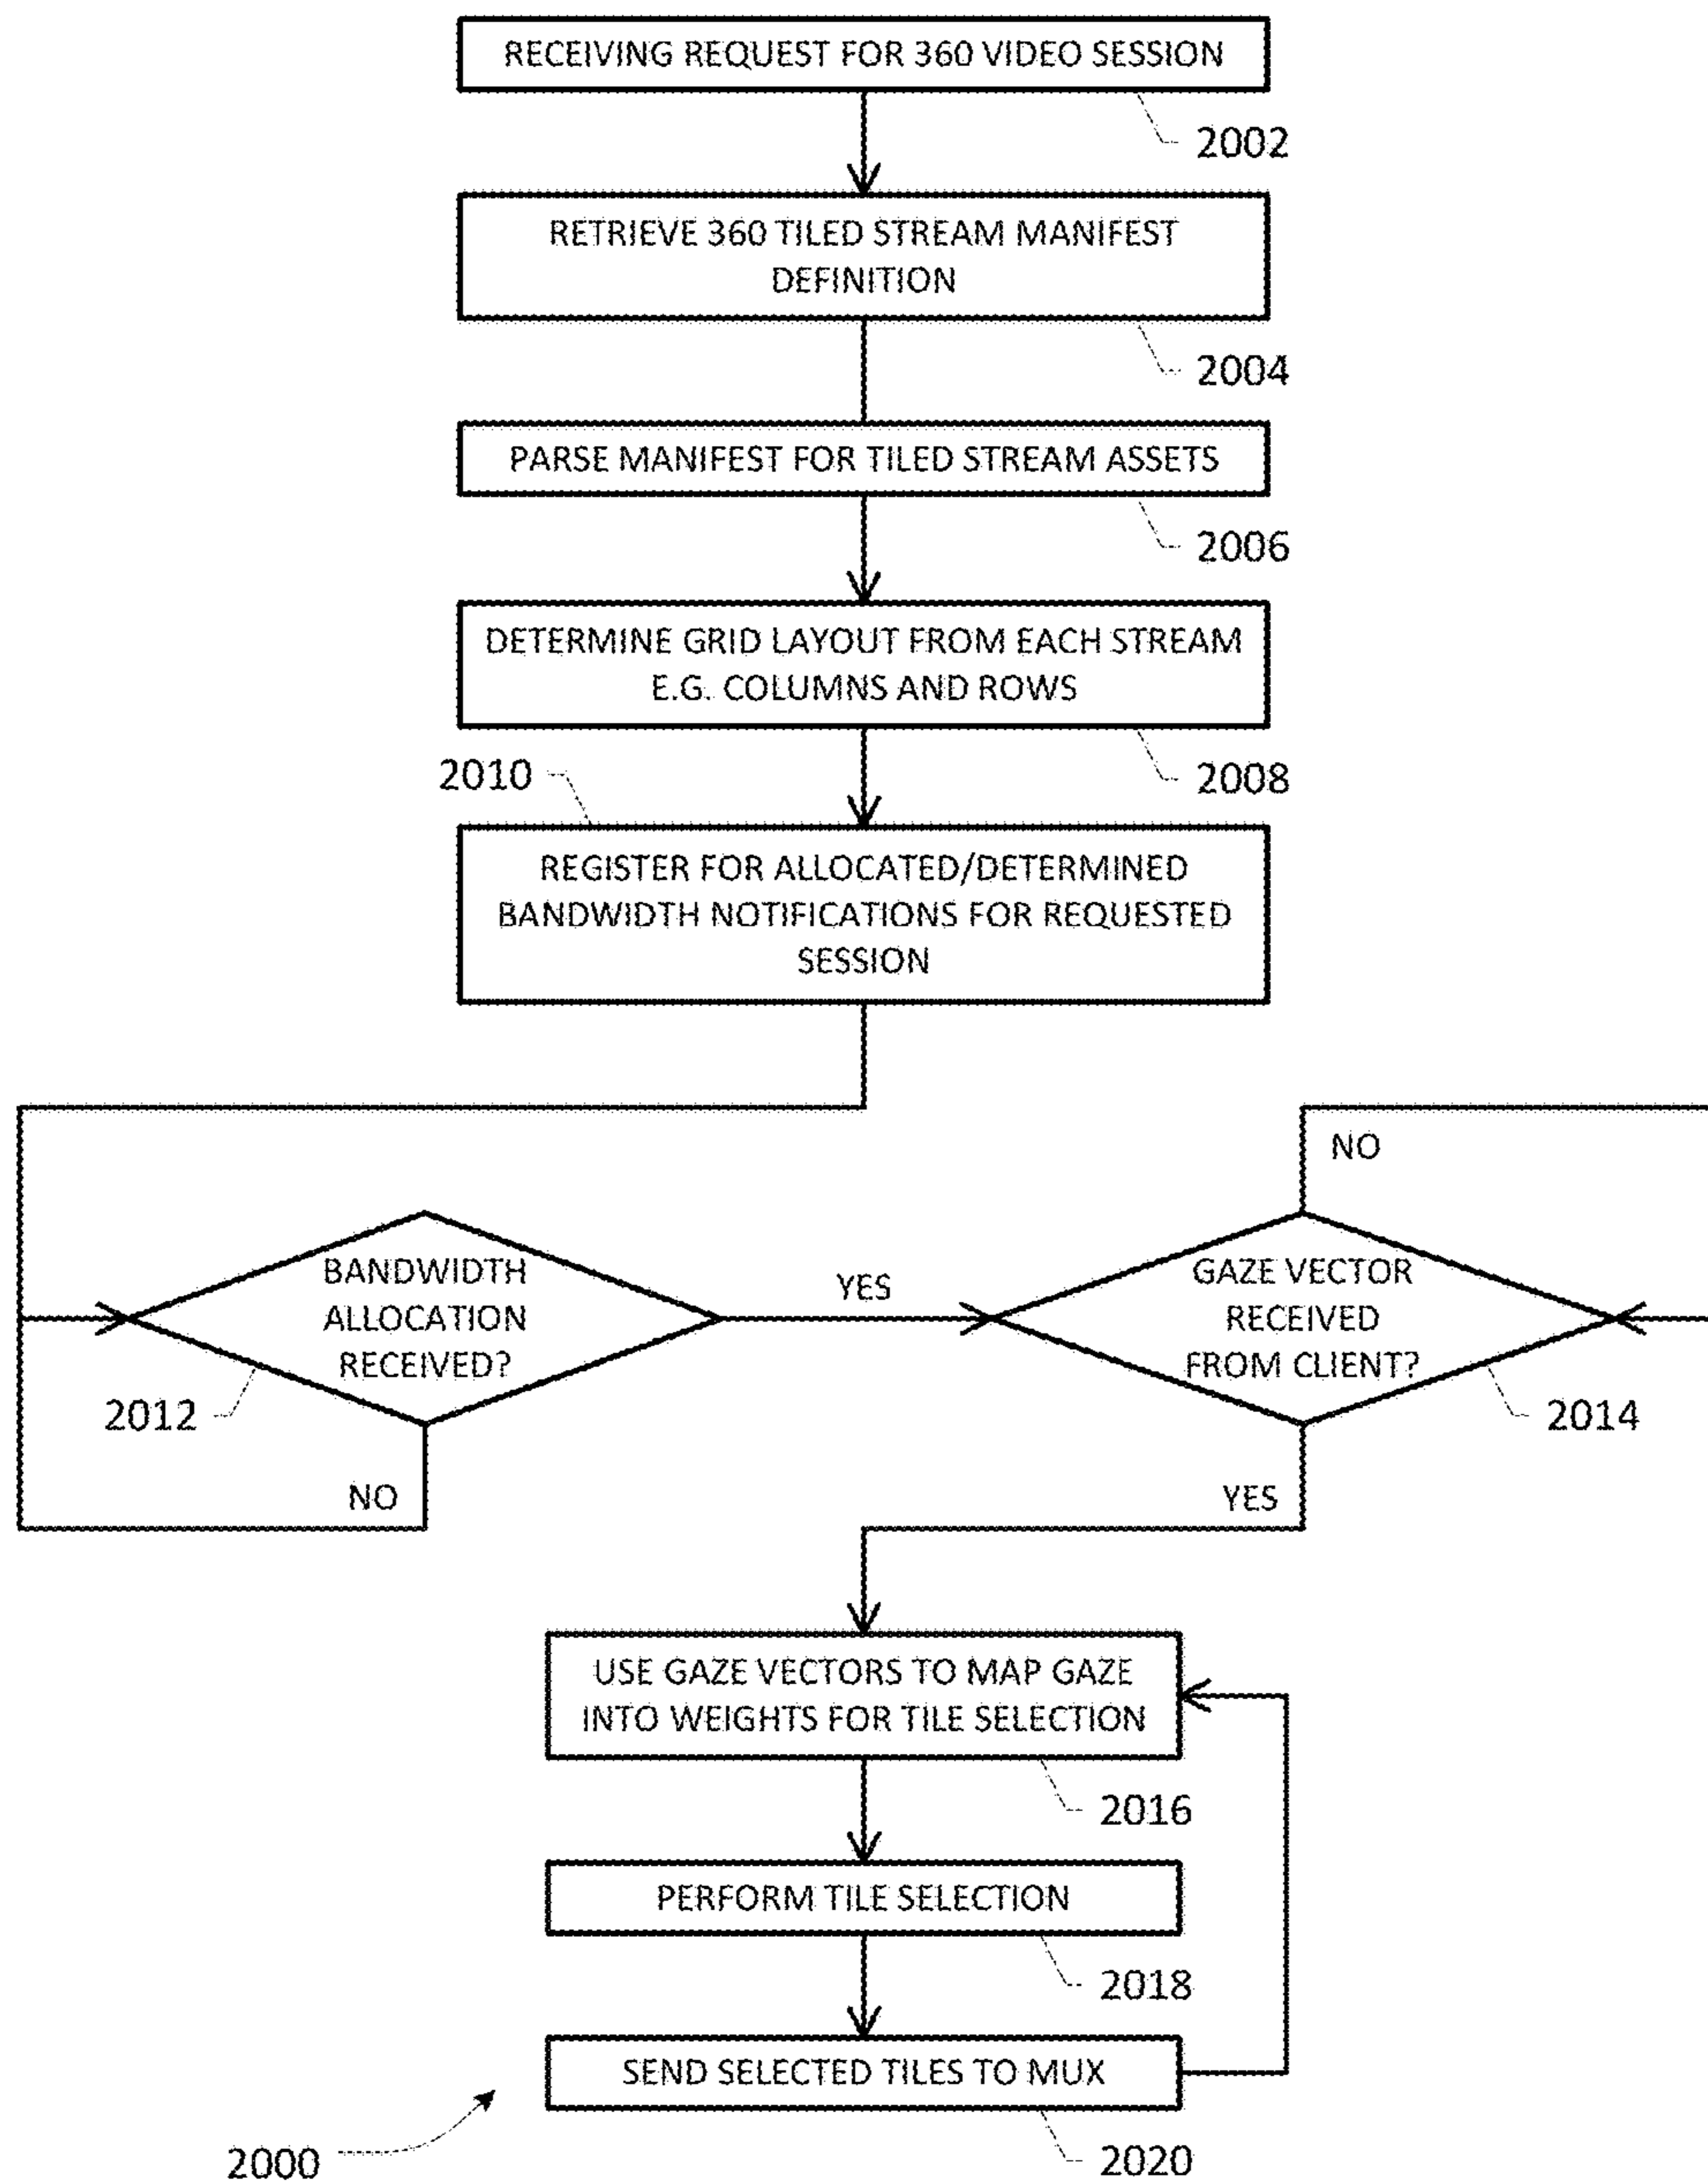 RECEIVING REQUEST FOR 360 VIDEO SESSION
2002
RETRIEVE 360 TILED STREAM MANIFEST
DEFINITION
2004
PARSE MANIFEST FOR TILED STREAM ASSETS
2006
DETERMINE GRID LAYOUT FROM EACH STREAM
E.G. COLUMNS AND ROWS
2008
2010
REGISTER FOR ALLOCATED/DETERMINED
BANDWIDTH NOTIFICATIONS FOR REQUESTED
SESSION
BANDWIDTH
ALLOCATION
RECEIVED?
2012
NO
YES
NO
GAZE VECTOR
RECEIVED
FROM CLIENT?
2014
YES
USE GAZE VECTORS TO MAP GAZE
INTO WEIGHTS FOR TILE SELECTION
2016
PERFORM TILE SELECTION
2018
SEND SELECTED TILES TO MUX
2020
2000